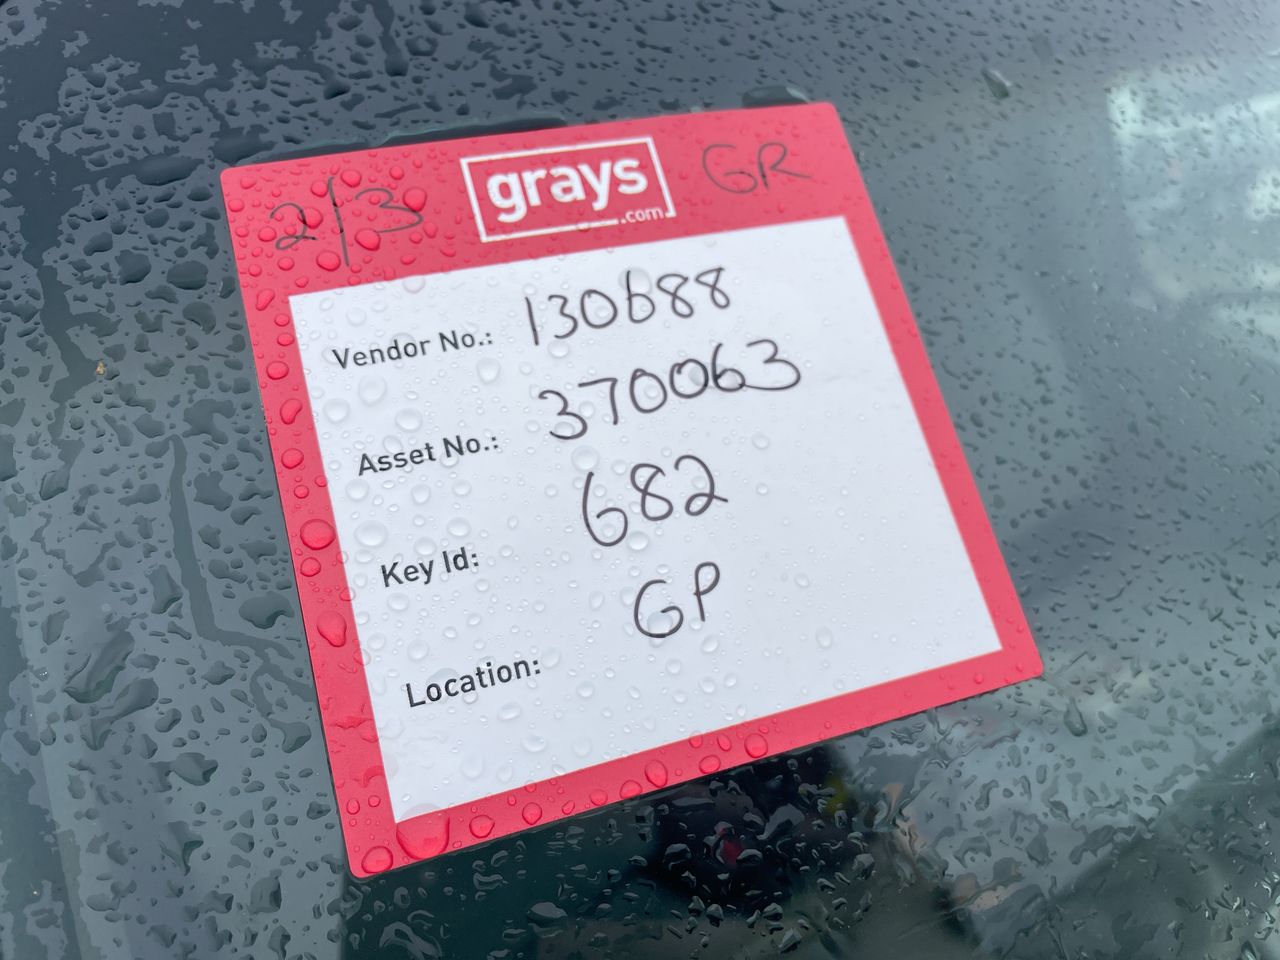 2/3 grays GR
.com
Vendor No.: 130688
Asset No.: 370063
Key Id: 682
Location: GP